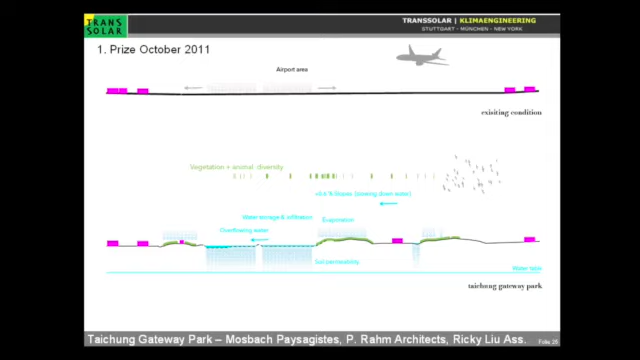 TRANS
SOLAR
TRANSSOLAR | KLIMAENGINEERING
STUTTGART - MÜNCHEN - NEW YORK
1. Prize October 2011
Airport area
exisiting condition
Vegetation + animal diversity
Water storage & infiltration
Evaporation
Overflowing water
Soil permeability
Water table
taichung gateway park
Taichung Gateway Park – Mosbach Paysagistes, P. Rahm Architects, Ricky Liu Ass.
Folie 26